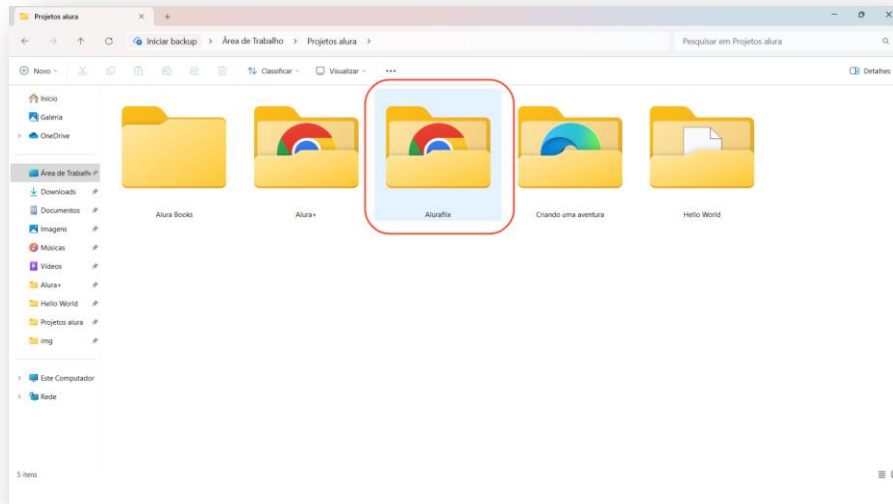 Projetos alura
Iniciar backup > Área de Trabalho > Projetos alura >
Pesquisar em Projetos alura
Novo
Classificar
Visualizar
Detalhes
Início
Galeria
OneDrive
Área de Trabalh
Downloads
Documentos
Imagens
Músicas
Vídeos
Alura+
Hello World
Projetos alura
img
Este Computador
Rede
Alura Books
Alura+
Aluraflix
Criando uma aventura
Hello World
5 itens